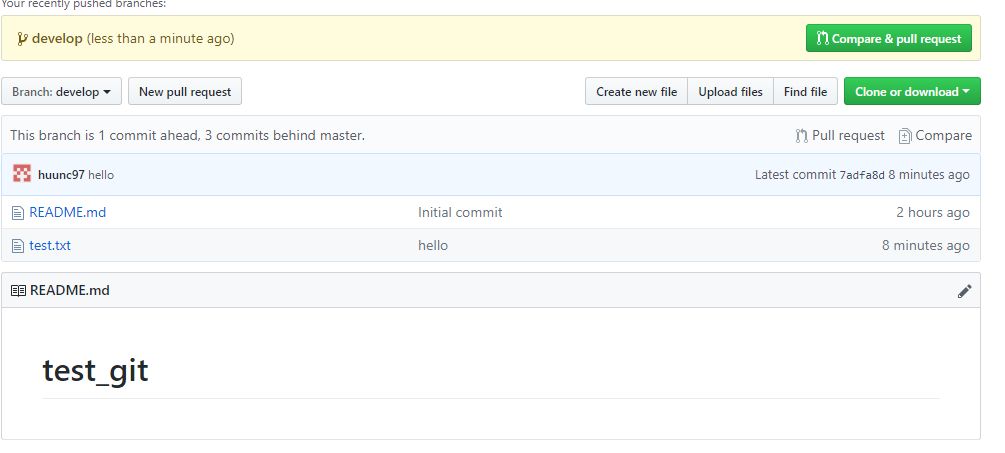 Your recently pushed branches:
develop (less than a minute ago) Compare & pull request
Branch: develop New pull request Create new file Upload files Find file Clone or download
This branch is 1 commit ahead, 3 commits behind master. Pull request Compare
huunc97 hello Latest commit 7adfa8d 8 minutes ago
README.md Initial commit 2 hours ago
test.txt hello 8 minutes ago
README.md
test_git